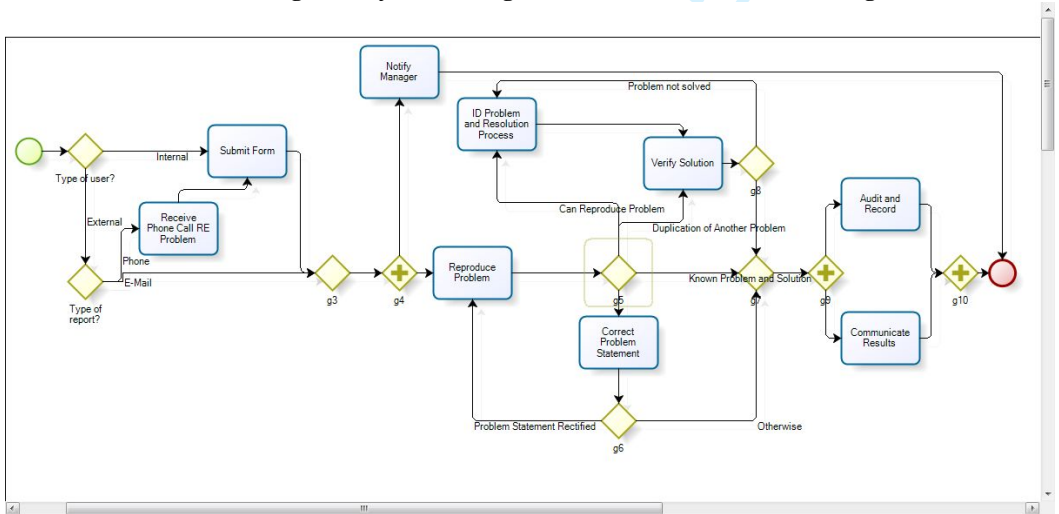 Notify
Manager
Problem not solved
ID Problem
and Resolution
Process
Submit Form
Internal
Verify Solution
Type of user?
g8
Can Reproduce Problem
Audit and
Record
External
Receive
Phone Call RE
Problem
Duplication of Another Problem
Phone
E-Mail
Reproduce
Problem
Known Problem and Solution
Type of
report?
g3
g4
g5
g7
g9
g10
Correct
Problem
Statement
Communicate
Results
Problem Statement Rectified
Otherwise
g6